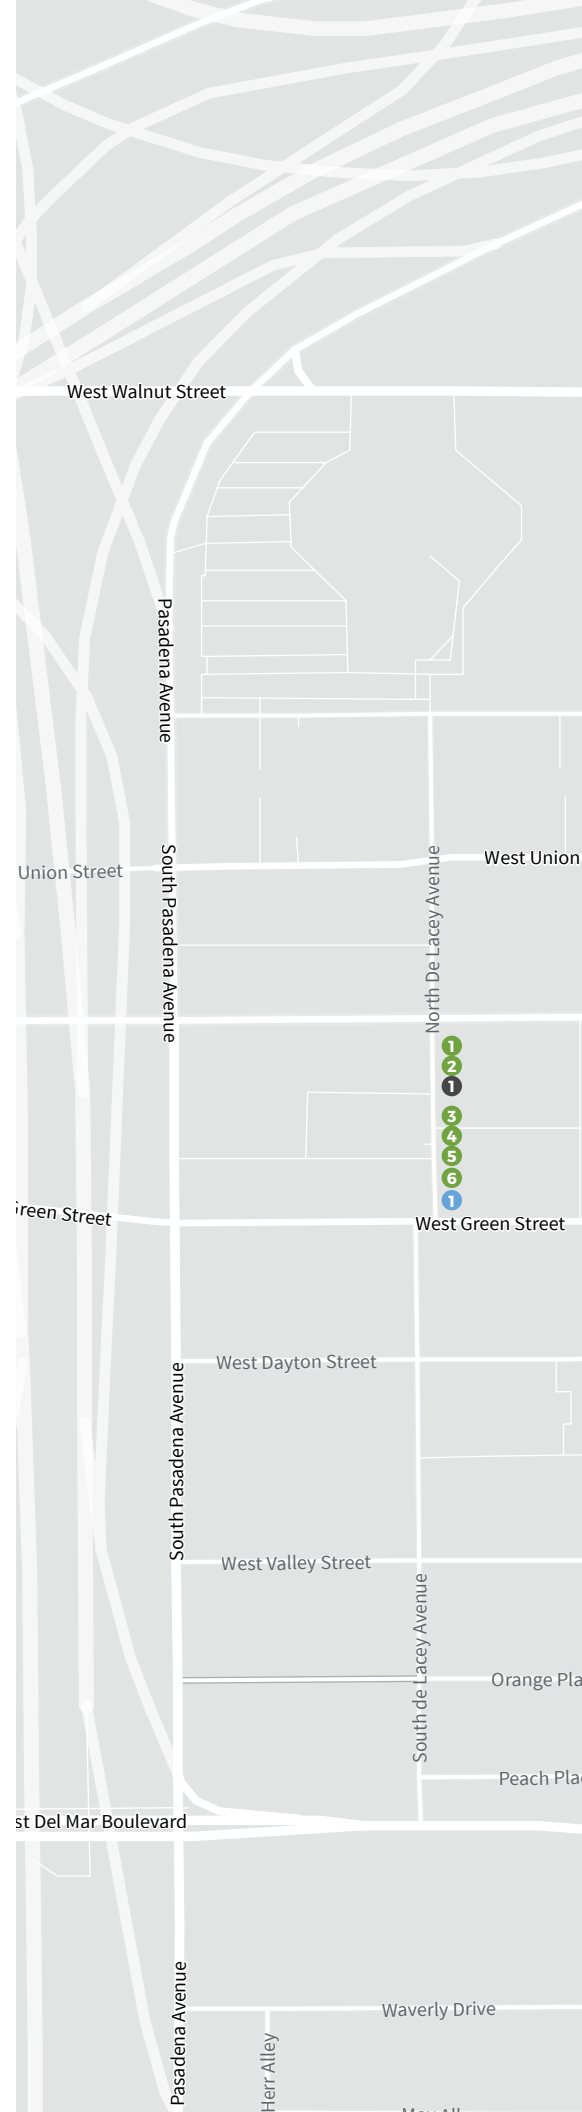 West Walnut Street
Pasadena Avenue
Union Street
South Pasadena Avenue
North De Lacey Avenue
West Union
1
2
1
3
4
5
6
1
Green Street
West Green Street
West Dayton Street
South Pasadena Avenue
West Valley Street
South de Lacey Avenue
Orange Pla
Peach Pla
st Del Mar Boulevard
Pasadena Avenue
Waverly Drive
Herr Alley